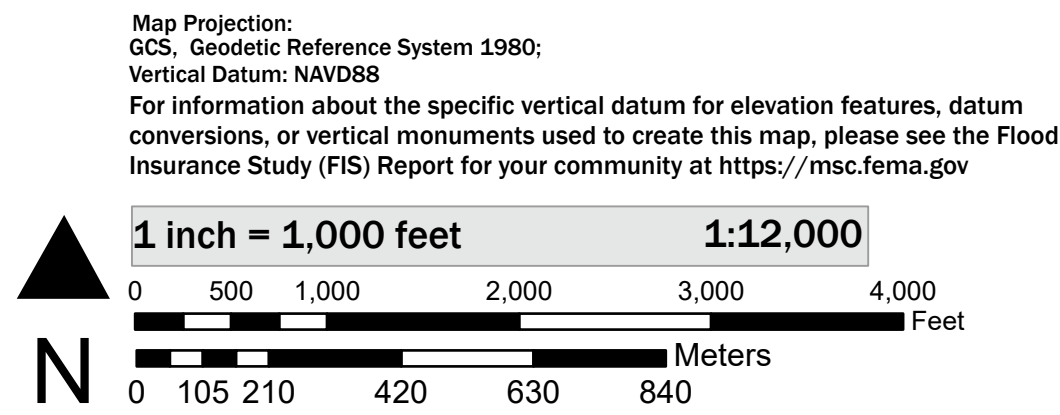 Map Projection:
GCS, Geodetic Reference System 1980;
Vertical Datum: NAVD88
For information about the specific vertical datum for elevation features, datum
conversions, or vertical monuments used to create this map, please see the Flood
Insurance Study (FIS) Report for your community at https://msc.fema.gov
1 inch = 1,000 feet 1:12,000
0 500 1,000 2,000 3,000 4,000
Feet
Meters
N 0 105 210 420 630 840